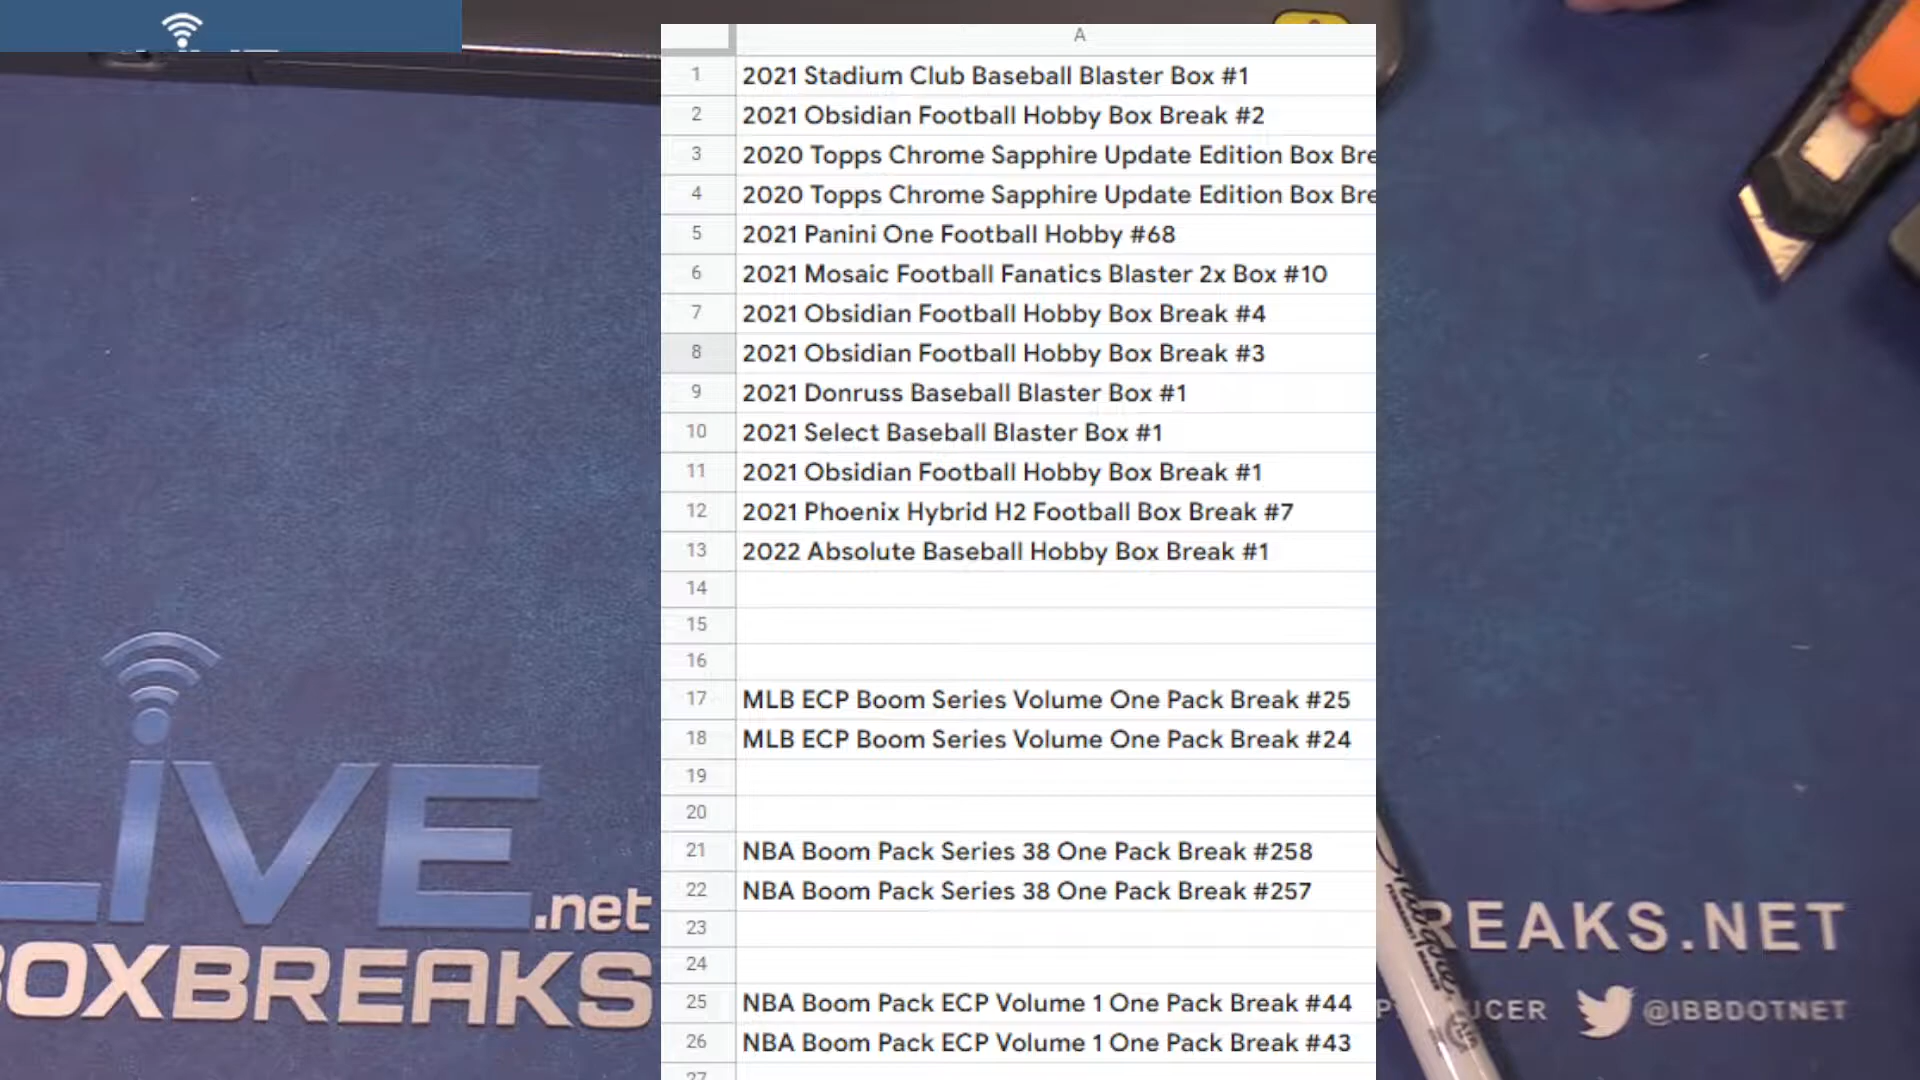 A
1 2021 Stadium Club Baseball Blaster Box #1
2 2021 Obsidian Football Hobby Box Break #2
3 2020 Topps Chrome Sapphire Update Edition Box Bre
4 2020 Topps Chrome Sapphire Update Edition Box Bre
5 2021 Panini One Football Hobby #68
6 2021 Mosaic Football Fanatics Blaster 2x Box #10
7 2021 Obsidian Football Hobby Box Break #4
8 2021 Obsidian Football Hobby Box Break #3
9 2021 Donruss Baseball Blaster Box #1
10 2021 Select Baseball Blaster Box #1
11 2021 Obsidian Football Hobby Box Break #1
12 2021 Phoenix Hybrid H2 Football Box Break #7
13 2022 Absolute Baseball Hobby Box Break #1
14
15
16
17 MLB ECP Boom Series Volume One Pack Break #25
18 MLB ECP Boom Series Volume One Pack Break #24
19
20
21 NBA Boom Pack Series 38 One Pack Break #258
22 NBA Boom Pack Series 38 One Pack Break #257
23
24
25 NBA Boom Pack ECP Volume 1 One Pack Break #44
26 NBA Boom Pack ECP Volume 1 One Pack Break #43
27
LiVE.net
BOXBREAKS
REAKS.NET
UCER @IBBDOTNET